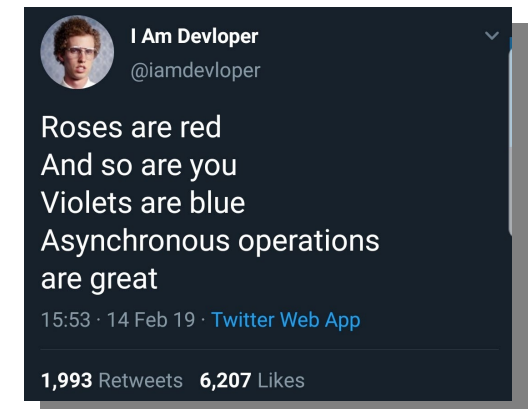 I Am Devloper
@iamdevloper
Roses are red
And so are you
Violets are blue
Asynchronous operations
are great
15:53 · 14 Feb 19 · Twitter Web App
1,993 Retweets 6,207 Likes